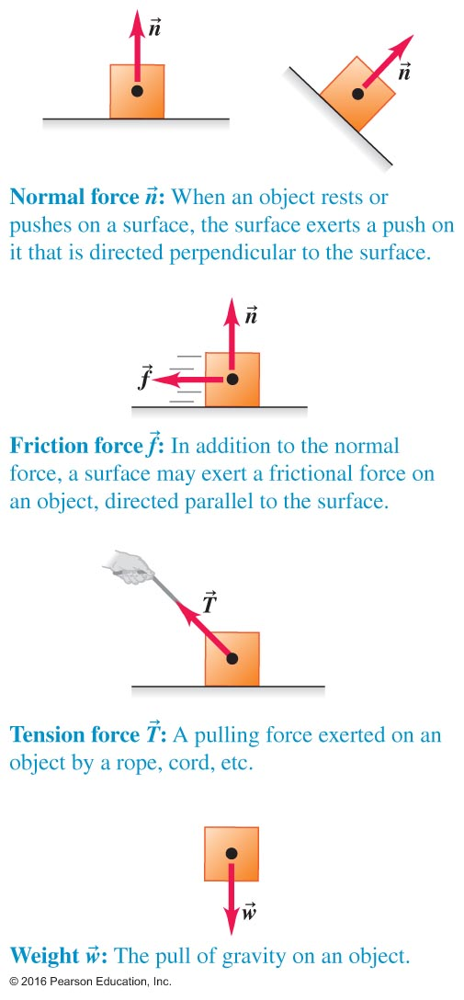 n⃗
n⃗
Normal force n⃗: When an object rests or
pushes on a surface, the surface exerts a push on
it that is directed perpendicular to the surface.
n⃗
f⃗
Friction force f⃗: In addition to the normal
force, a surface may exert a frictional force on
an object, directed parallel to the surface.
T⃗
Tension force T⃗: A pulling force exerted on an
object by a rope, cord, etc.
w⃗
Weight w⃗: The pull of gravity on an object.
© 2016 Pearson Education, Inc.